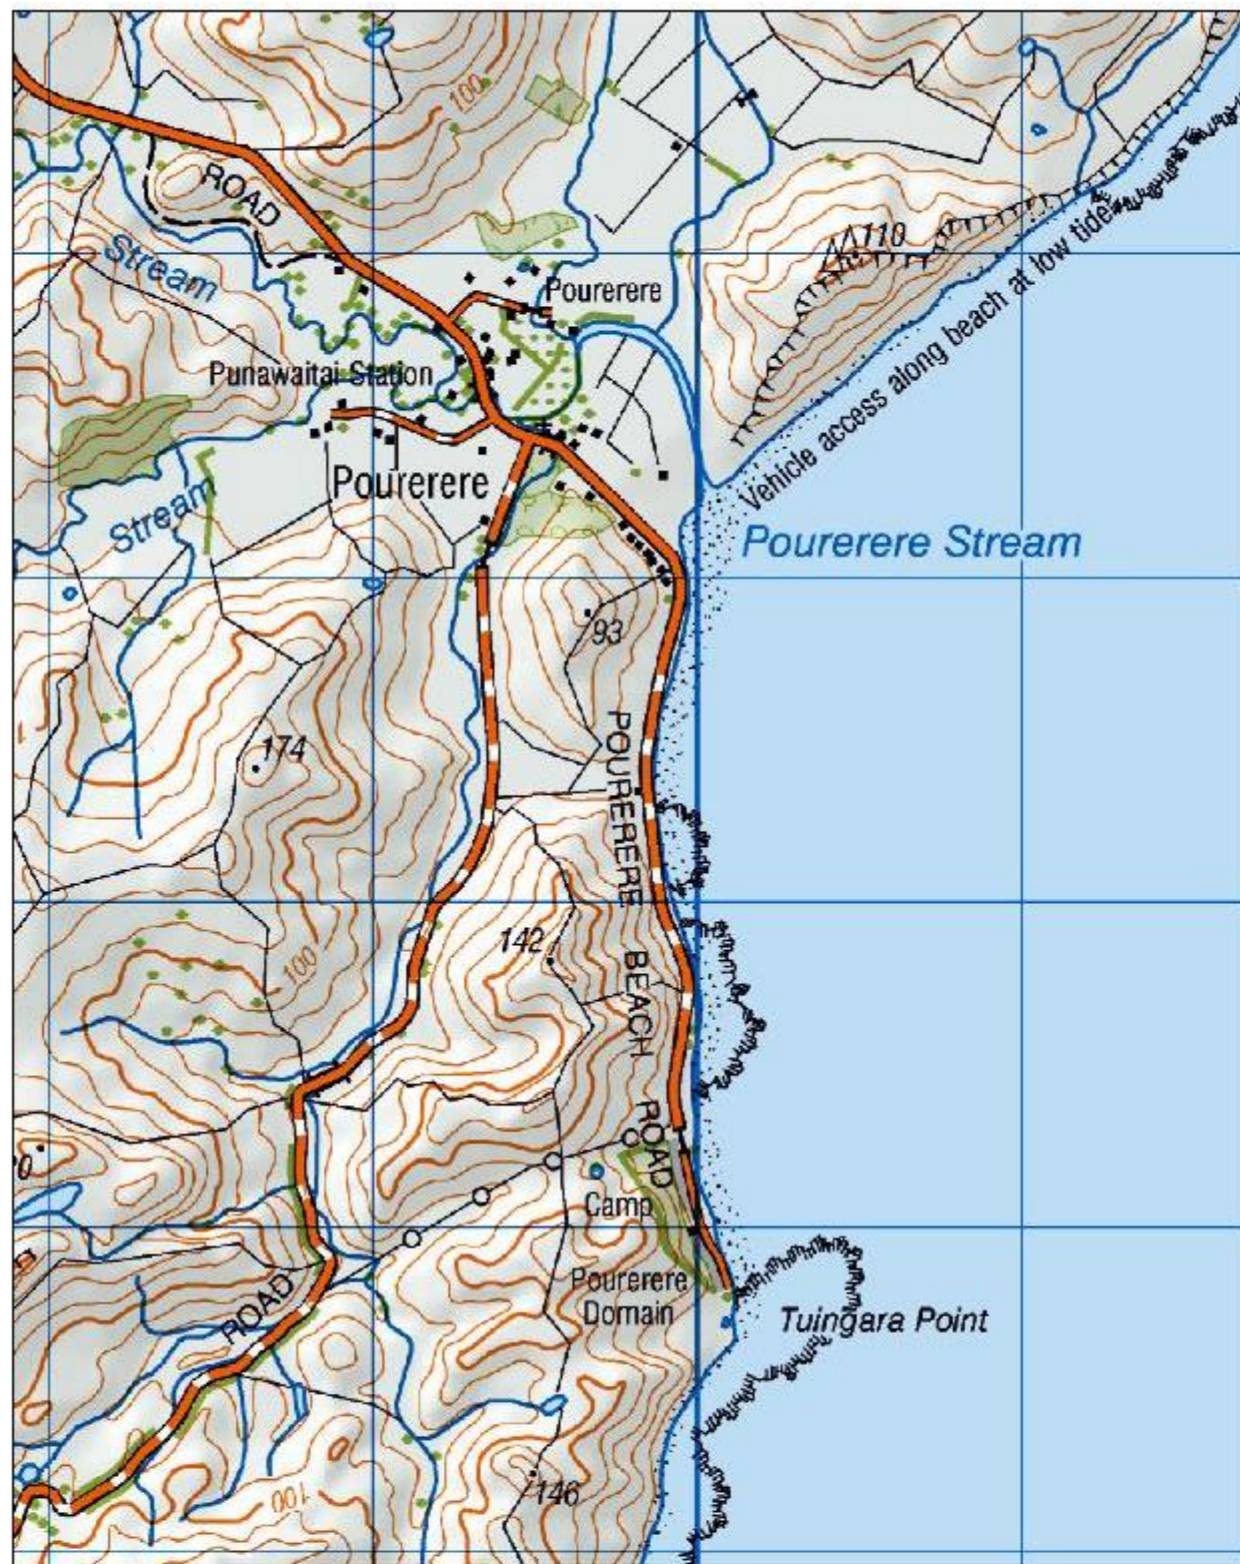 100
ROAD
110
Stream
Vehicle access along beach at low tide
Pourerere
Punawaitai Station
Pourerere
Stream
Pourerere Stream
93
174
POURERERE BEACH ROAD
142
100
0
Camp
Pourerere
Domain
ROAD
Tuingara Point
146
100